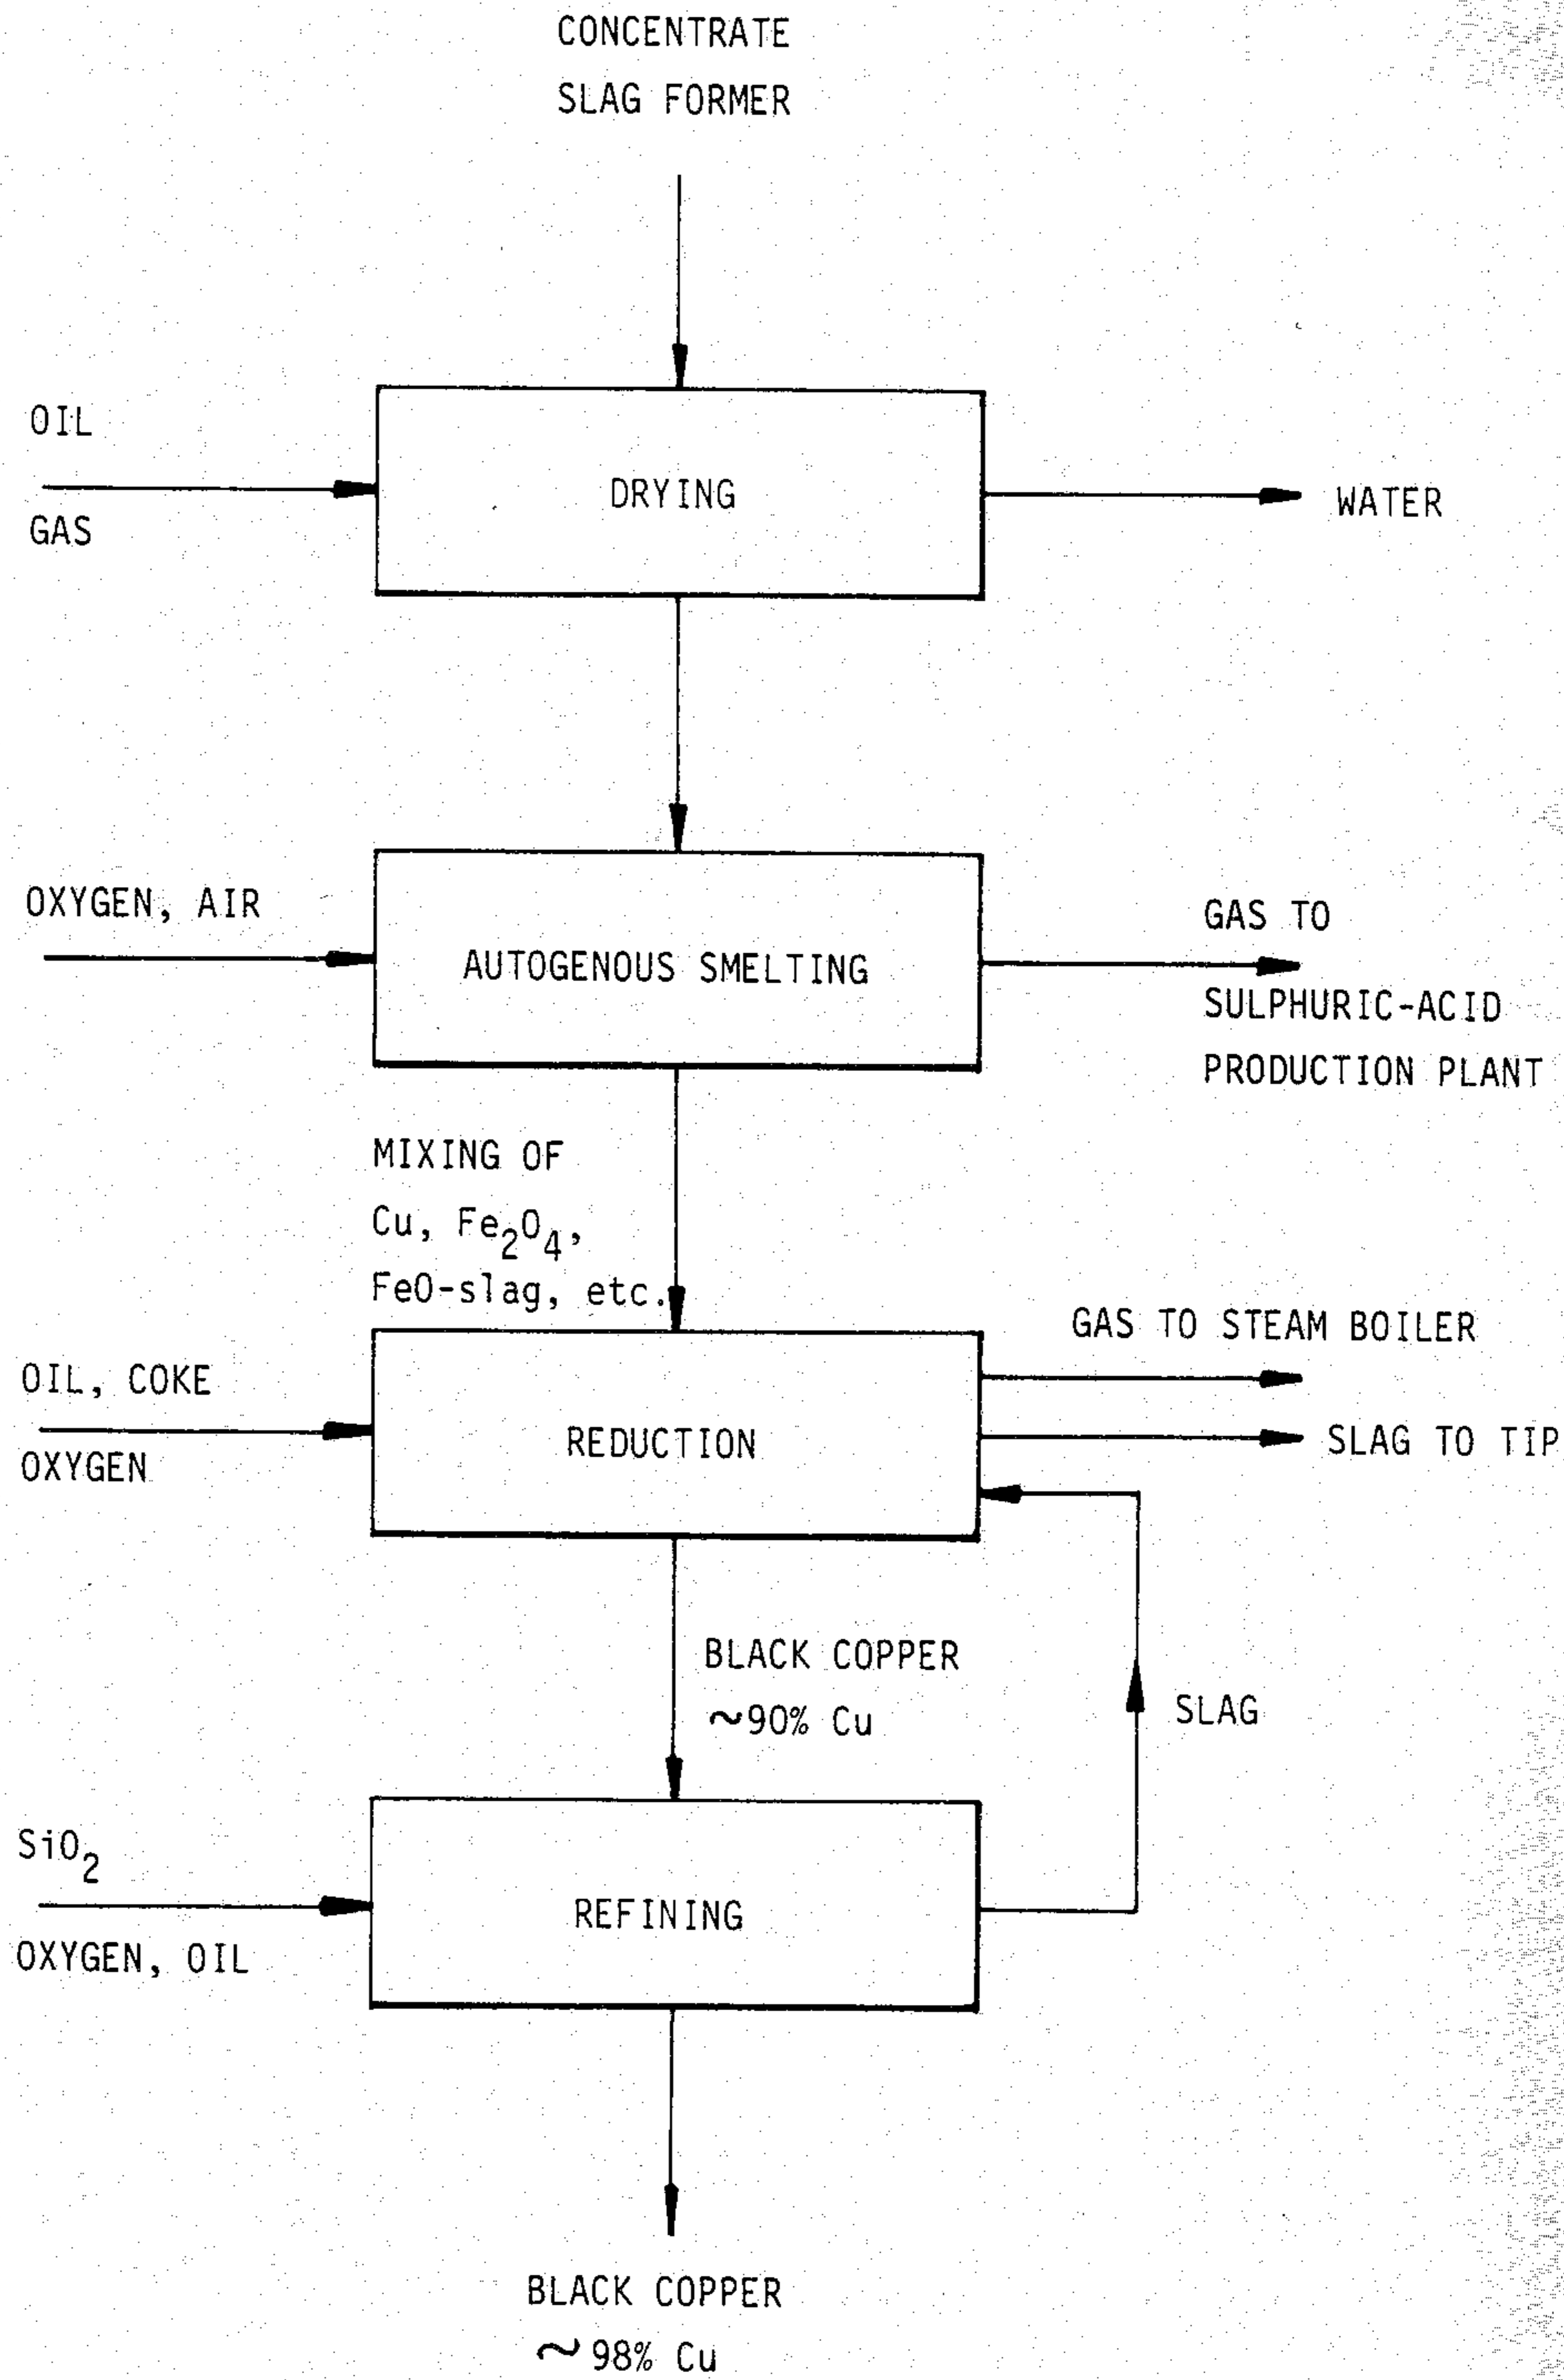 CONCENTRATE
SLAG FORMER
OIL
GAS
DRYING
WATER
OXYGEN, AIR
AUTOGENOUS SMELTING
GAS TO
SULPHURIC-ACID
PRODUCTION PLANT
MIXING OF
Cu, Fe₂O₄,
FeO-slag, etc.
GAS TO STEAM BOILER
OIL, COKE
OXYGEN
REDUCTION
SLAG TO TIP
BLACK COPPER
~90% Cu
SLAG
SiO₂
OXYGEN, OIL
REFINING
BLACK COPPER
~98% Cu